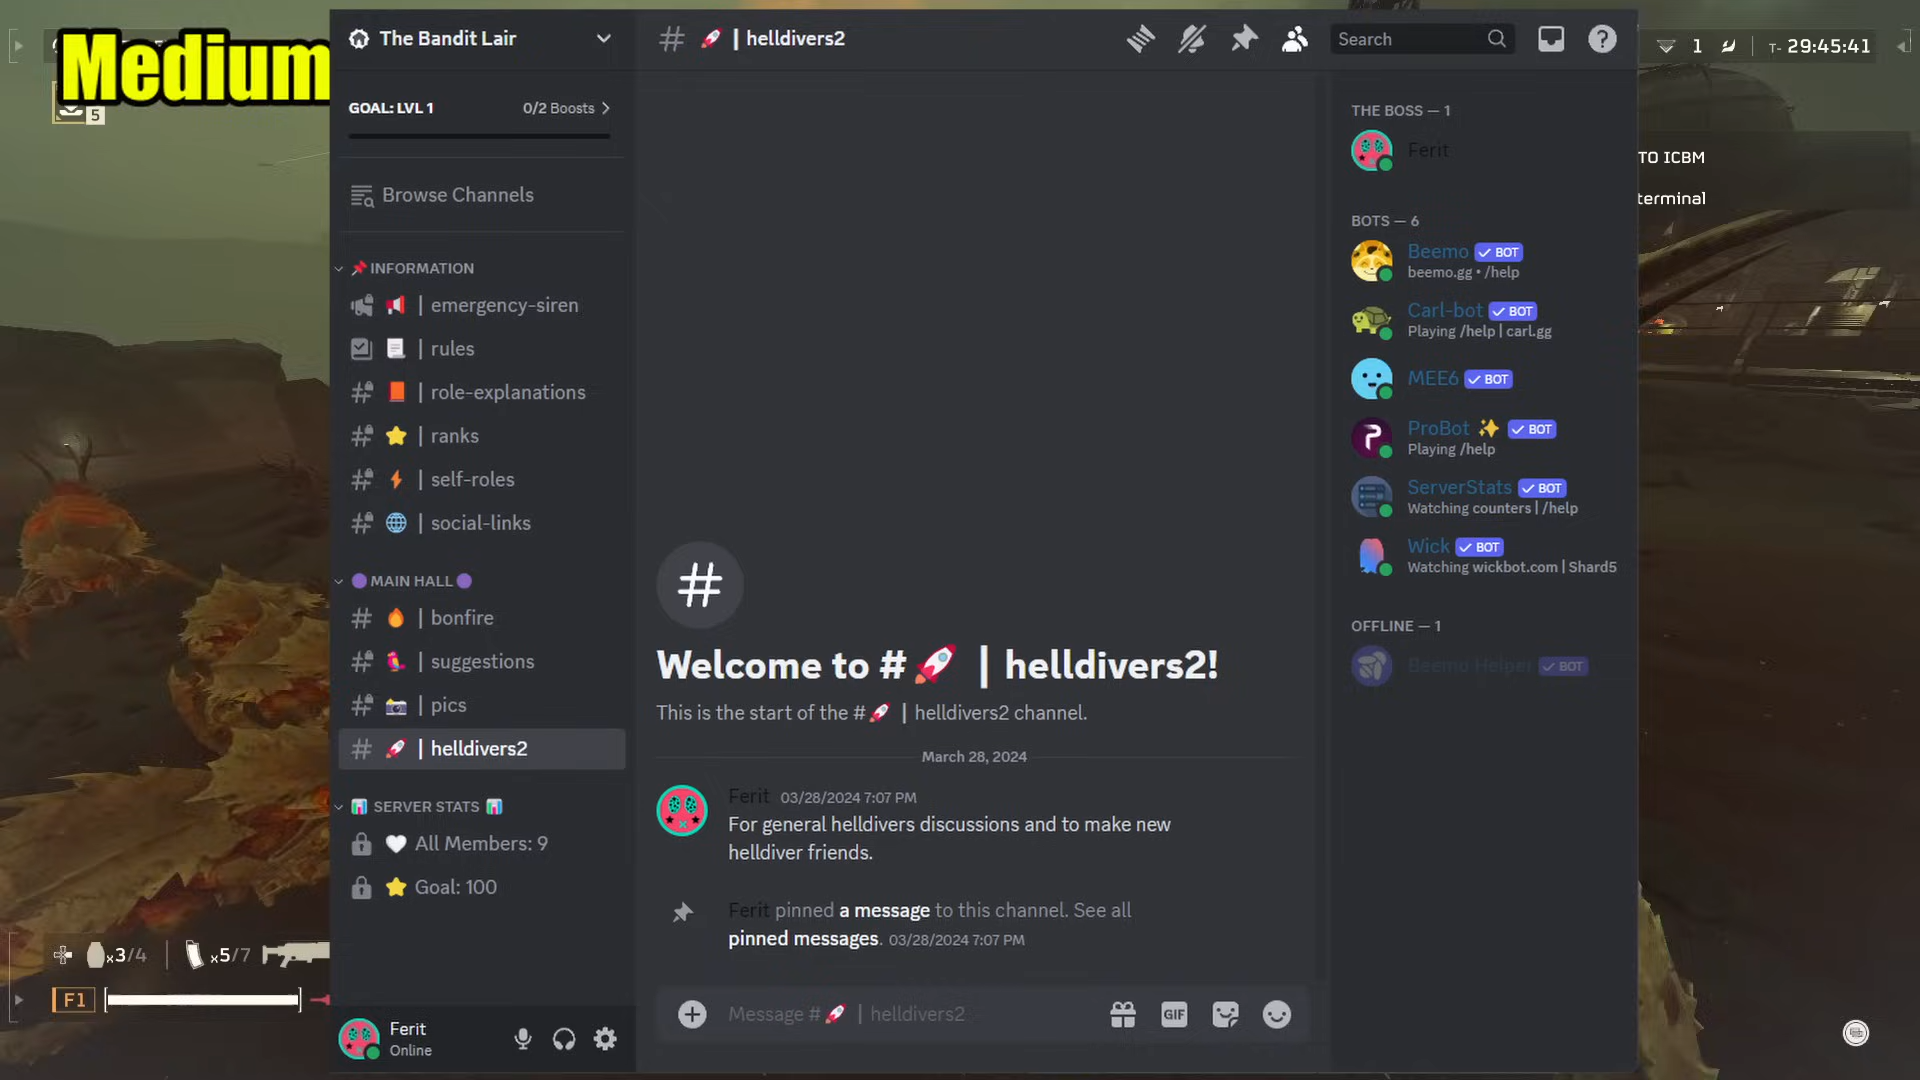 Medium
5
The Bandit Lair
GOAL: LVL 1
0/2 Boosts
Browse Channels
INFORMATION
| emergency-siren
| rules
| role-explanations
| ranks
| self-roles
| social-links
MAIN HALL
| bonfire
| suggestions
| pics
| helldivers2
SERVER STATS
All Members: 9
Goal: 100
x3/4
x5/7
F1
Ferit
Online
| helldivers2
Search
Welcome to # | helldivers2!
This is the start of the # | helldivers2 channel.
March 28, 2024
Ferit 03/28/2024 7:07 PM
For general helldivers discussions and to make new
helldiver friends.
Ferit pinned a message to this channel. See all
pinned messages. 03/28/2024 7:07 PM
Message # | helldivers2
GIF
THE BOSS — 1
Ferit
BOTS — 6
Beemo BOT
beemo.gg • /help
Carl-bot BOT
Playing /help | carl.gg
MEE6 BOT
ProBot ✨ BOT
Playing /help
ServerStats BOT
Watching counters | /help
Wick BOT
Watching wickbot.com | Shard5
OFFLINE — 1
Beemo Helper BOT
1
T- 29:45:41
TO ICBM
terminal